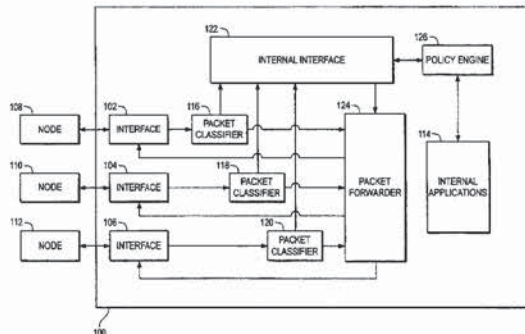 122
INTERNAL INTERFACE
126
POLICY ENGINE
108
NODE
102
INTERFACE
116
PACKET
CLASSIFIER
124
PACKET
FORWARDER
114
INTERNAL
APPLICATIONS
110
NODE
104
INTERFACE
118
PACKET
CLASSIFIER
112
NODE
106
INTERFACE
120
PACKET
CLASSIFIER
100